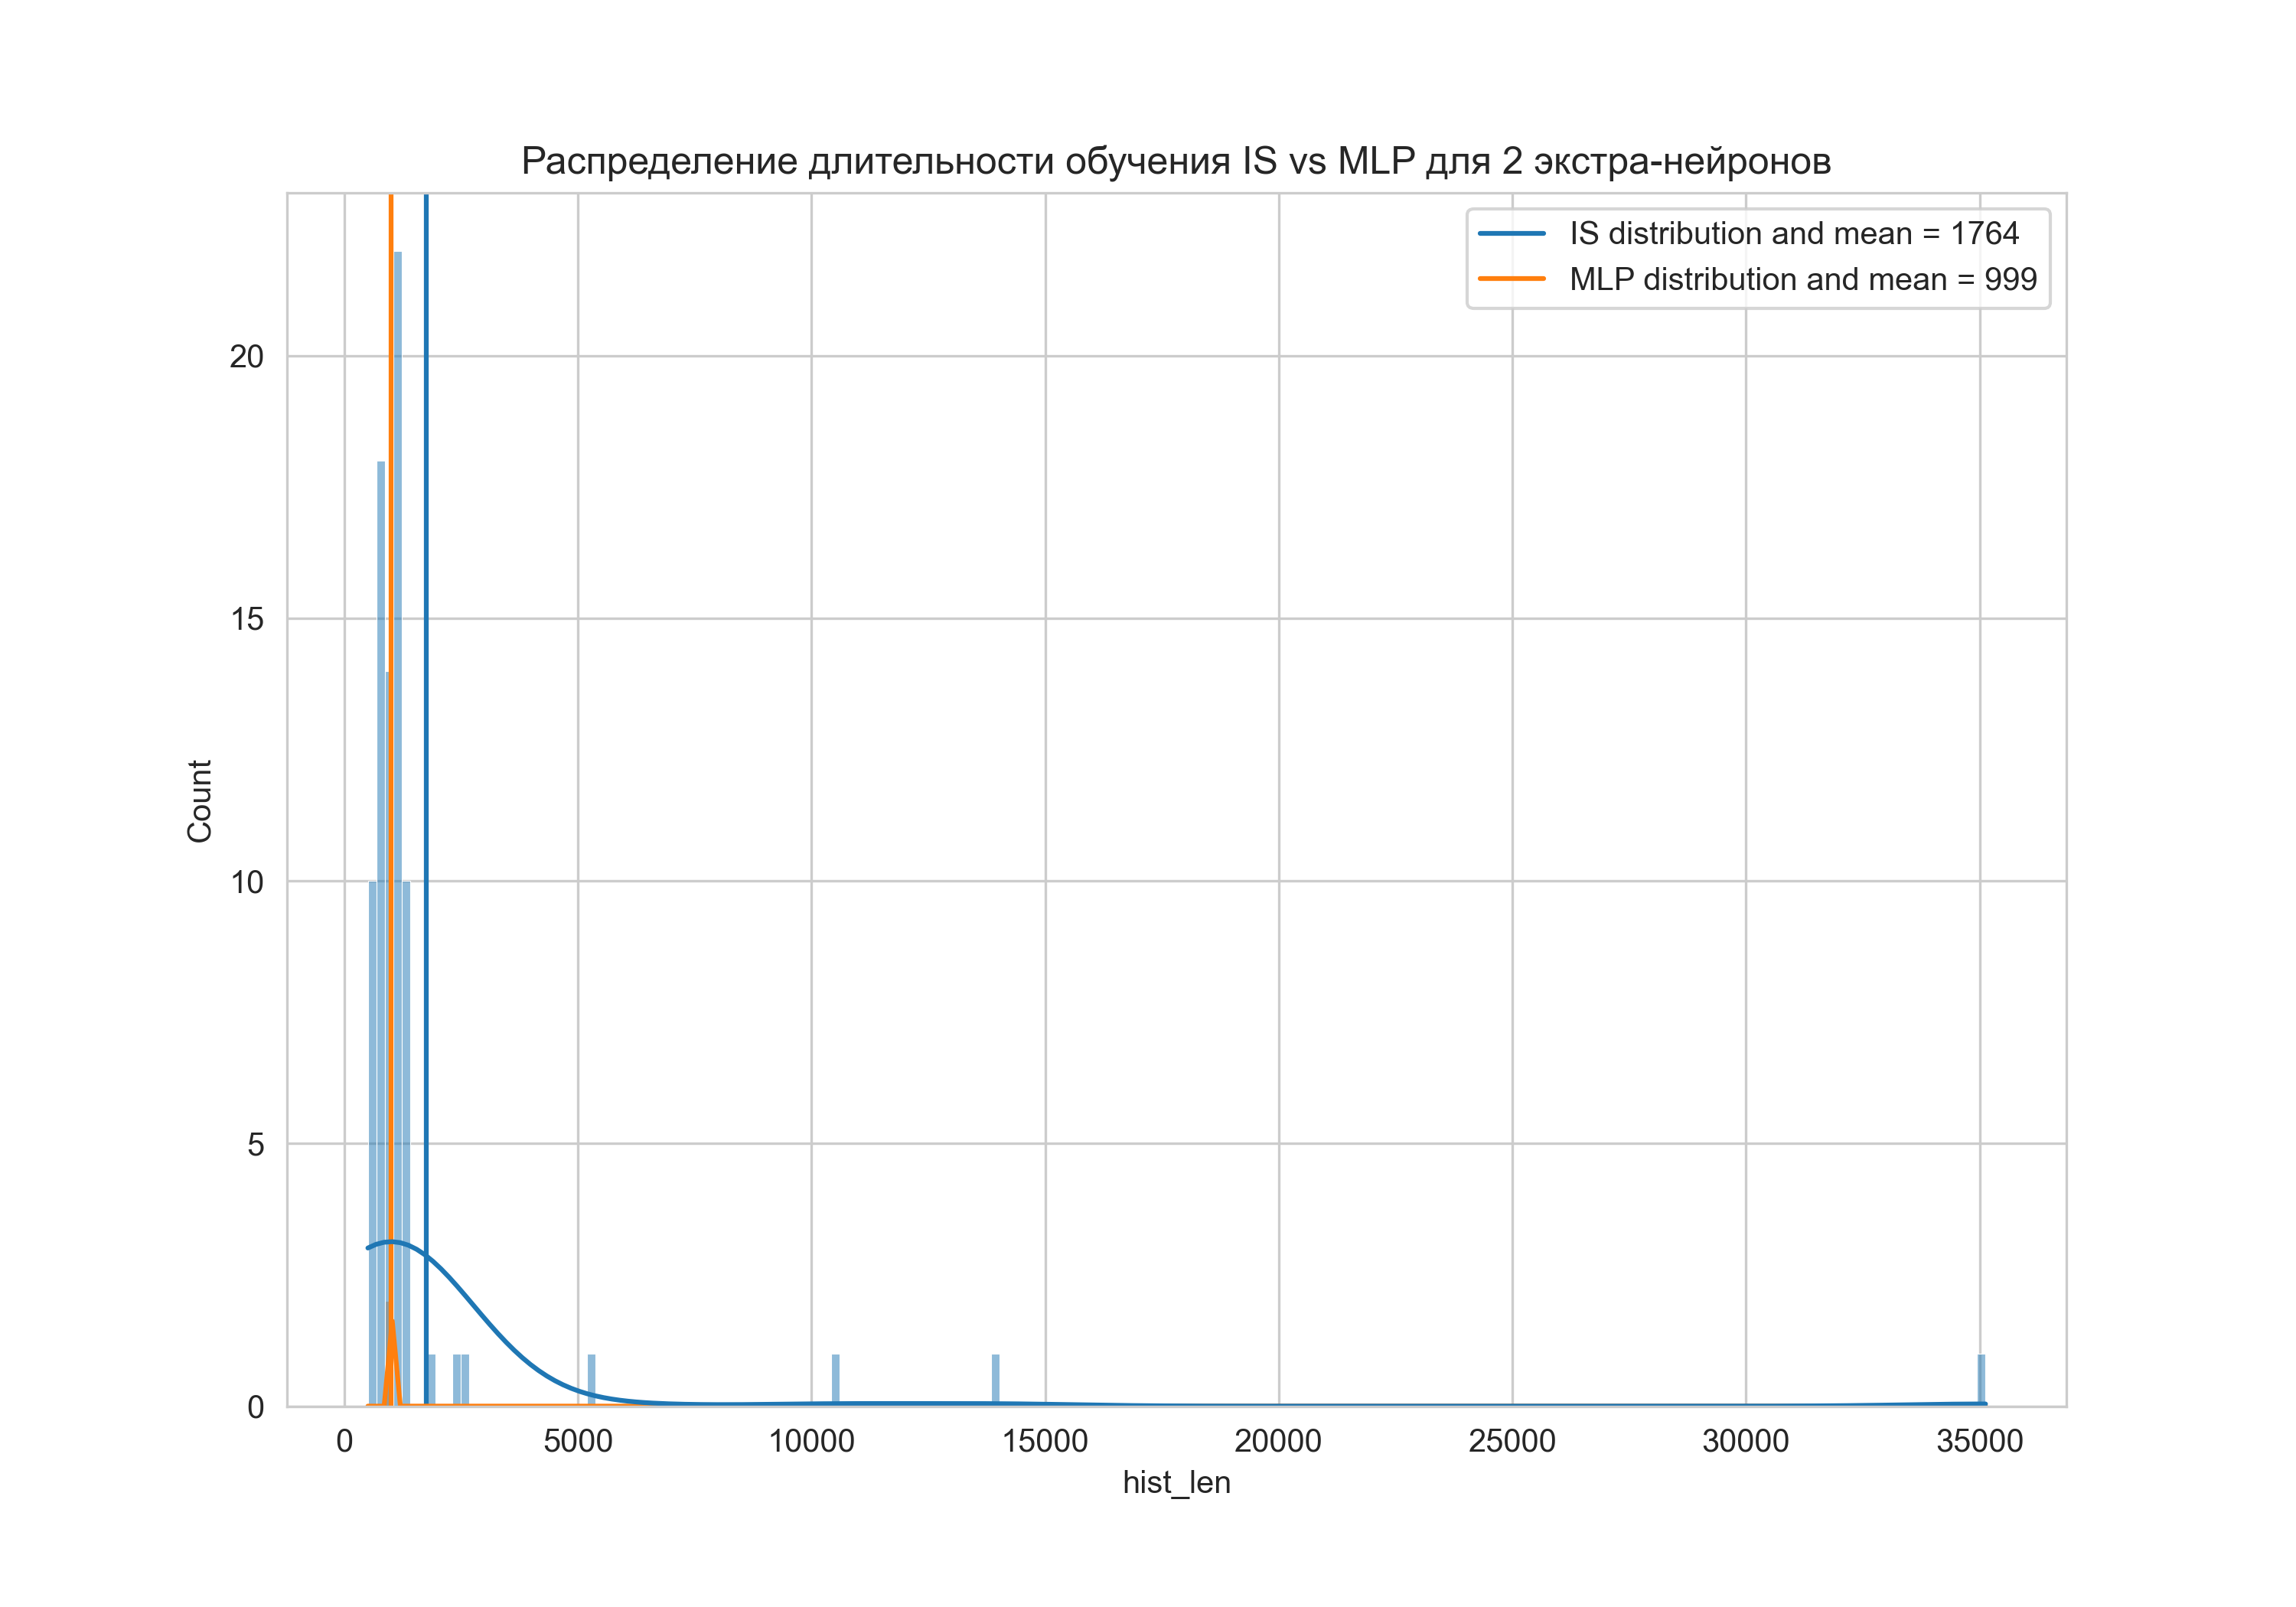 Распределение длительности обучения IS vs MLP для 2 экстра-нейронов
IS distribution and mean = 1764
MLP distribution and mean = 999
20
15
10
5
0
Count
0 5000 10000 15000 20000 25000 30000 35000
hist_len